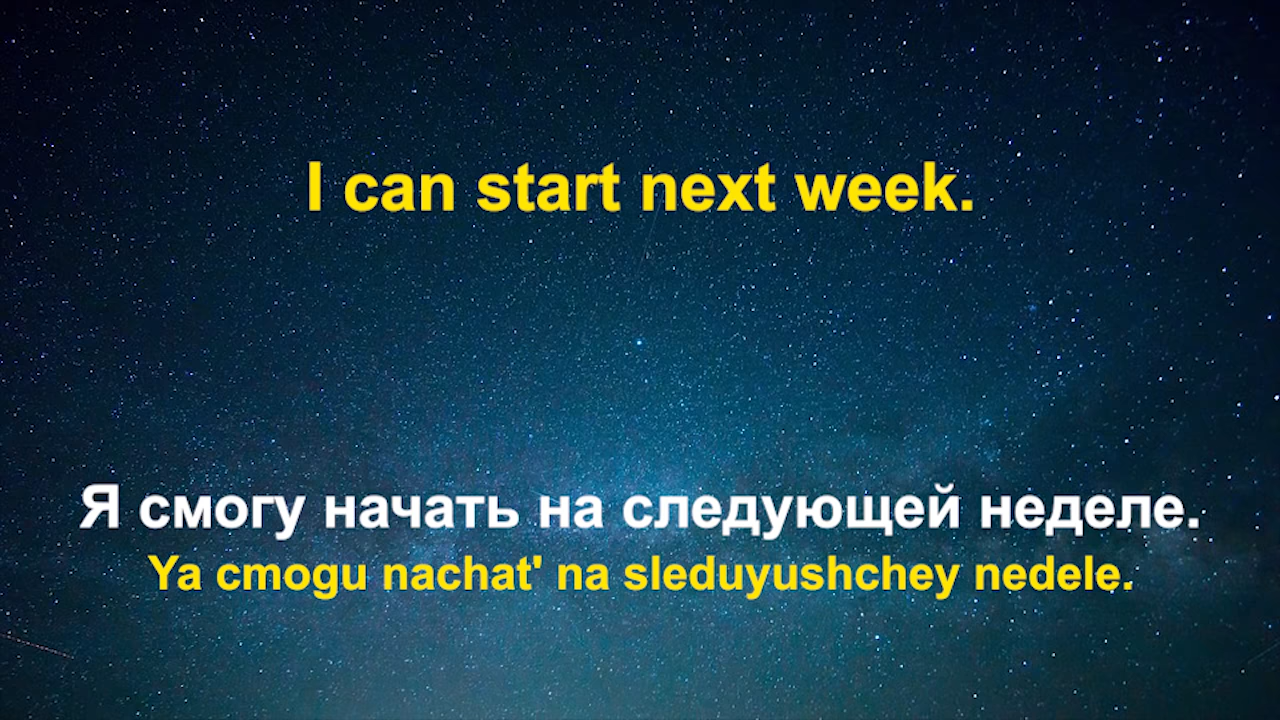 I can start next week.
Я смогу начать на следующей неделе.
Ya cmogu nachat' na sleduyushchey nedele.